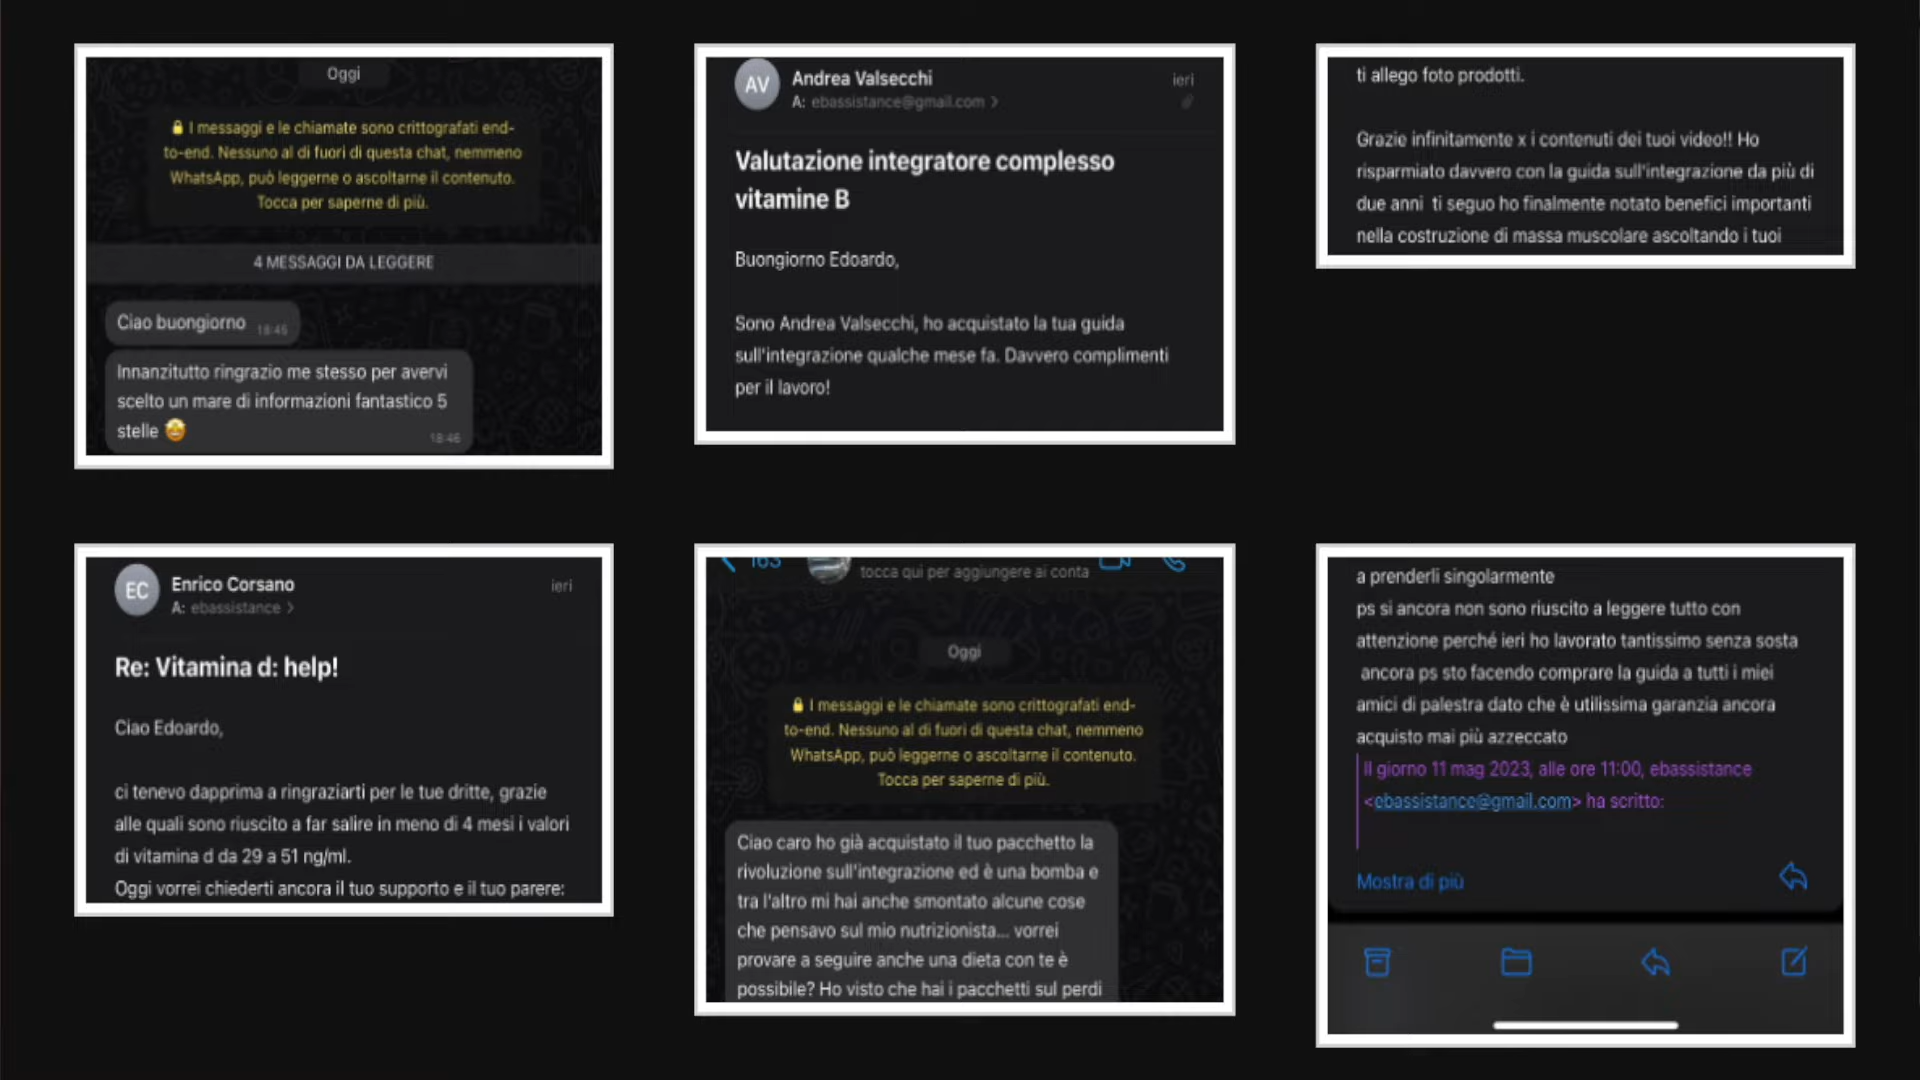 Oggi
I messaggi e le chiamate sono crittografati end-
to-end. Nessuno al di fuori di questa chat, nemmeno
WhatsApp, può leggerne o ascoltarne il contenuto.
Tocca per saperne di più.
4 MESSAGGI DA LEGGERE
Ciao buongiorno 18:45
Innanzitutto ringrazio me stesso per avervi
scelto un mare di informazioni fantastico 5
stelle 🤩 18:46
AV Andrea Valsecchi ieri
A: ebassistance@gmail.com >
Valutazione integratore complesso
vitamine B
Buongiorno Edoardo,
Sono Andrea Valsecchi, ho acquistato la tua guida
sull'integrazione qualche mese fa. Davvero complimenti
per il lavoro!
ti allego foto prodotti.
Grazie infinitamente x i contenuti dei tuoi video!! Ho
risparmiato davvero con la guida sull'integrazione da più di
due anni ti seguo ho finalmente notato benefici importanti
nella costruzione di massa muscolare ascoltando i tuoi
EC Enrico Corsano ieri
A: ebassistance >
Re: Vitamina d: help!
Ciao Edoardo,
ci tenevo dapprima a ringraziarti per le tue dritte, grazie
alle quali sono riuscito a far salire in meno di 4 mesi i valori
di vitamina d da 29 a 51 ng/ml.
Oggi vorrei chiederti ancora il tuo supporto e il tuo parere:
163
tocca qui per aggiungere ai conta
Oggi
I messaggi e le chiamate sono crittografati end-
to-end. Nessuno al di fuori di questa chat, nemmeno
WhatsApp, può leggerne o ascoltarne il contenuto.
Tocca per saperne di più.
Ciao caro ho già acquistato il tuo pacchetto la
rivoluzione sull'integrazione ed è una bomba e
tra l'altro mi hai anche smontato alcune cose
che pensavo sul mio nutrizionista... vorrei
provare a seguire anche una dieta con te è
possibile? Ho visto che hai i pacchetti sul perdi
a prenderli singolarmente
ps si ancora non sono riuscito a leggere tutto con
attenzione perché ieri ho lavorato tantissimo senza sosta
ancora ps sto facendo comprare la guida a tutti i miei
amici di palestra dato che è utilissima garanzia ancora
acquisto mai più azzeccato
Il giorno 11 mag 2023, alle ore 11:00, ebassistance
<ebassistance@gmail.com> ha scritto:
Mostra di più